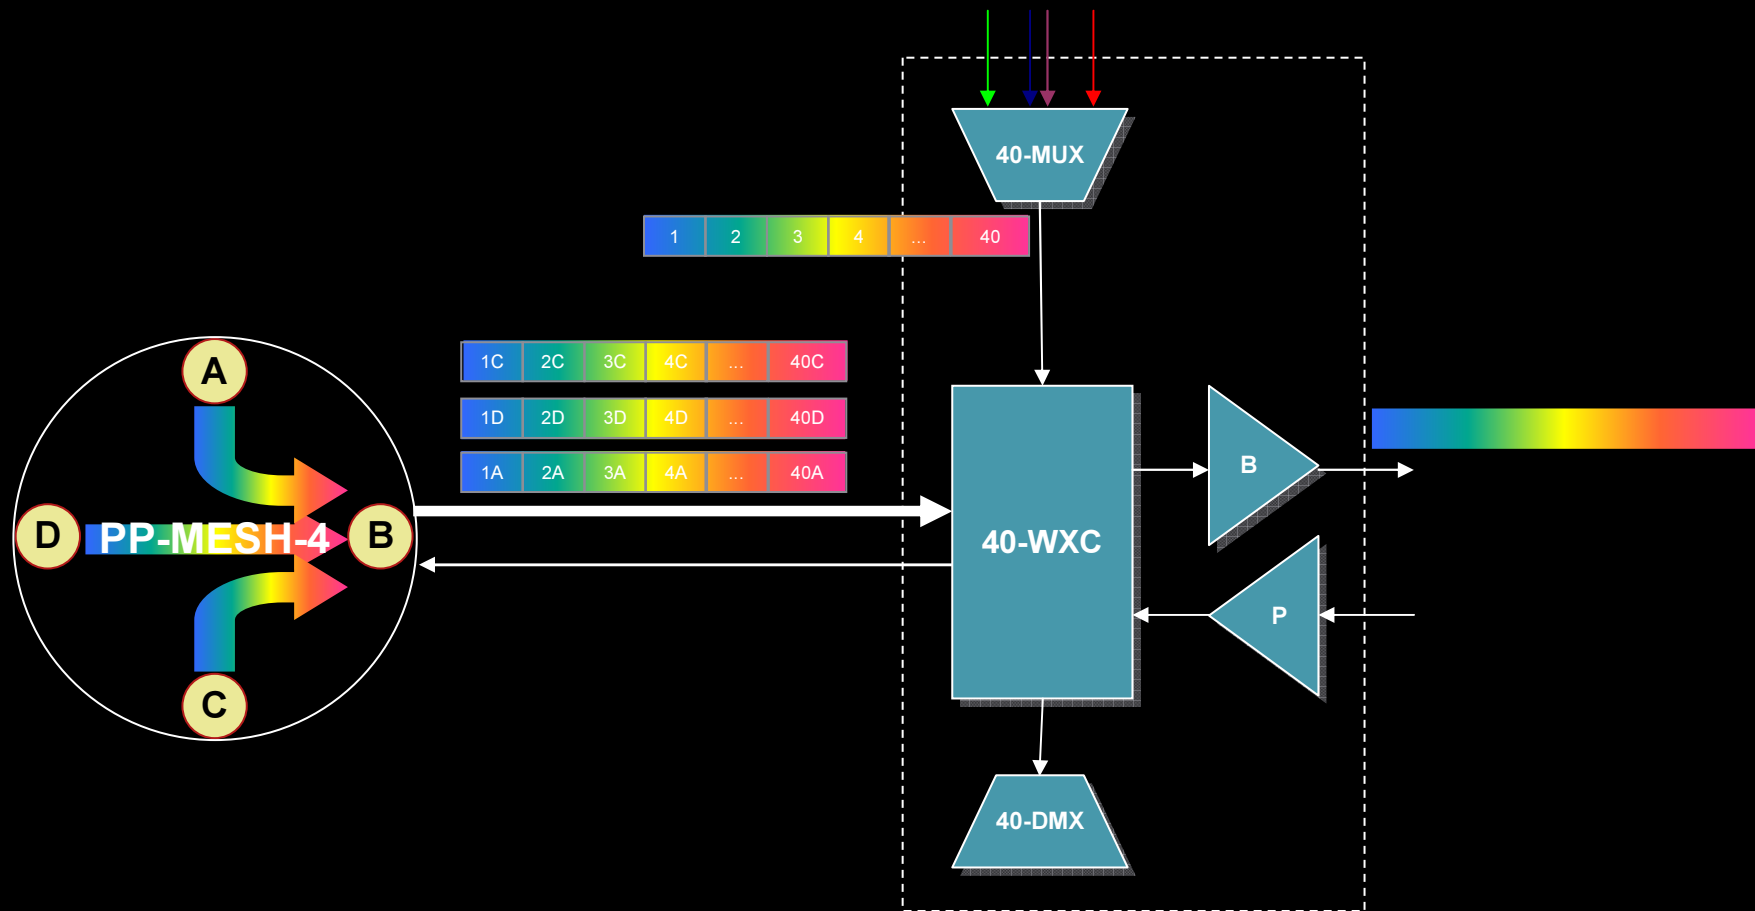 40-MUX
1 2 3 4 ... 40
1C 2C 3C 4C ... 40C
1D 2D 3D 4D ... 40D
1A 2A 3A 4A ... 40A
A
D
PP-MESH-4
B
C
40-WXC
B
P
40-DMX